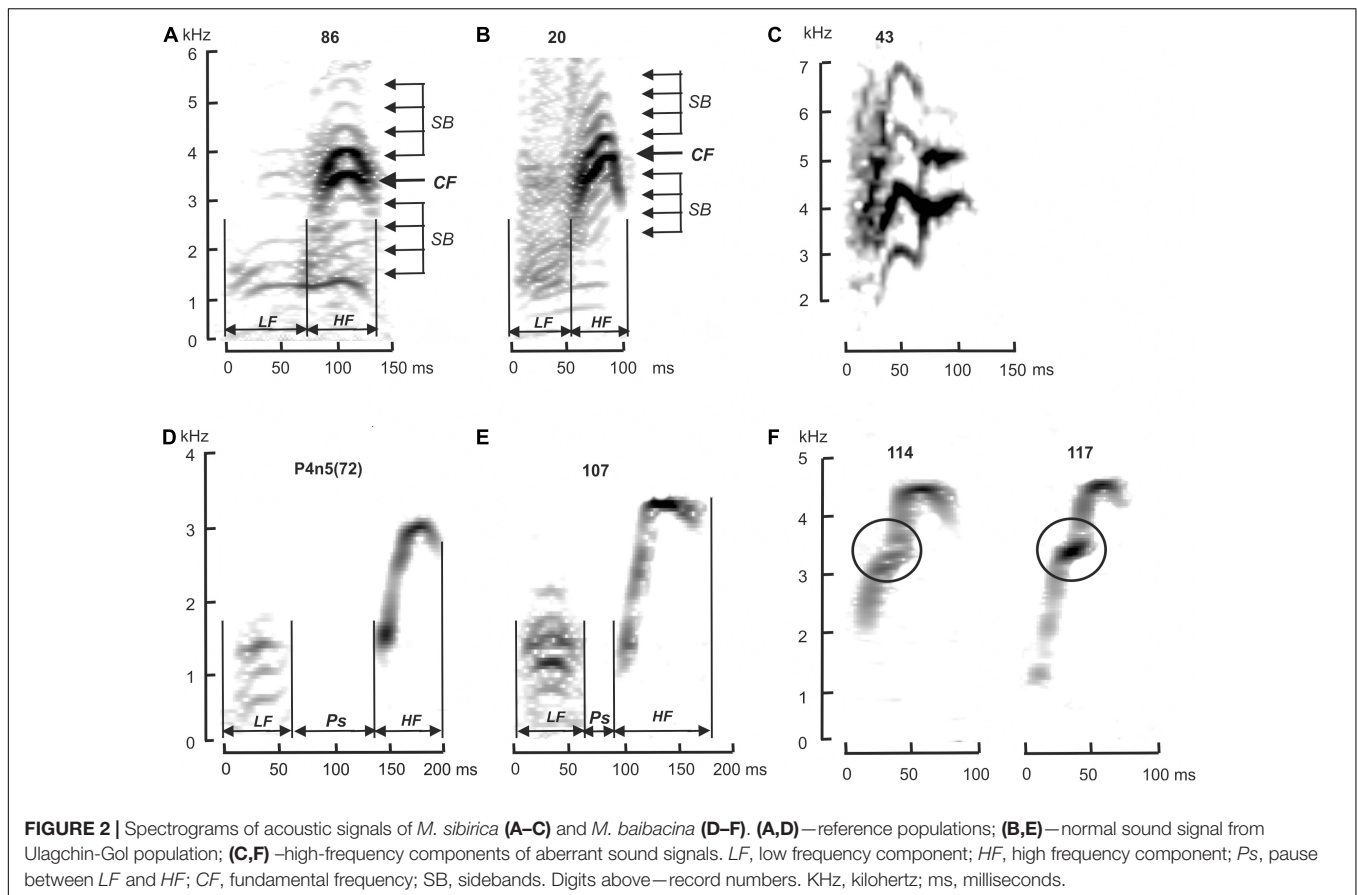 A kHz 86
6
5
4
3
2
1
0
SB
CF
SB
LF HF
0 50 100 150 ms
B 20
SB
CF
SB
LF HF
0 50 100 ms
C kHz 43
7
6
5
4
3
2
0 50 100 150 ms
D kHz
P4n5(72)
4
3
2
1
0
LF Ps HF
0 50 100 150 200 ms
E
107
LF Ps HF
0 50 100 150 200 ms
F kHz 114 117
5
4
3
2
1
0
0 50 100
0 50 100 ms
FIGURE 2 | Spectrograms of acoustic signals of M. sibirica (A–C) and M. baibacina (D–F). (A,D)—reference populations; (B,E)—normal sound signal from
Ulagchin-Gol population; (C,F) –high-frequency components of aberrant sound signals. LF, low frequency component; HF, high frequency component; Ps, pause
between LF and HF; CF, fundamental frequency; SB, sidebands. Digits above—record numbers. KHz, kilohertz; ms, milliseconds.